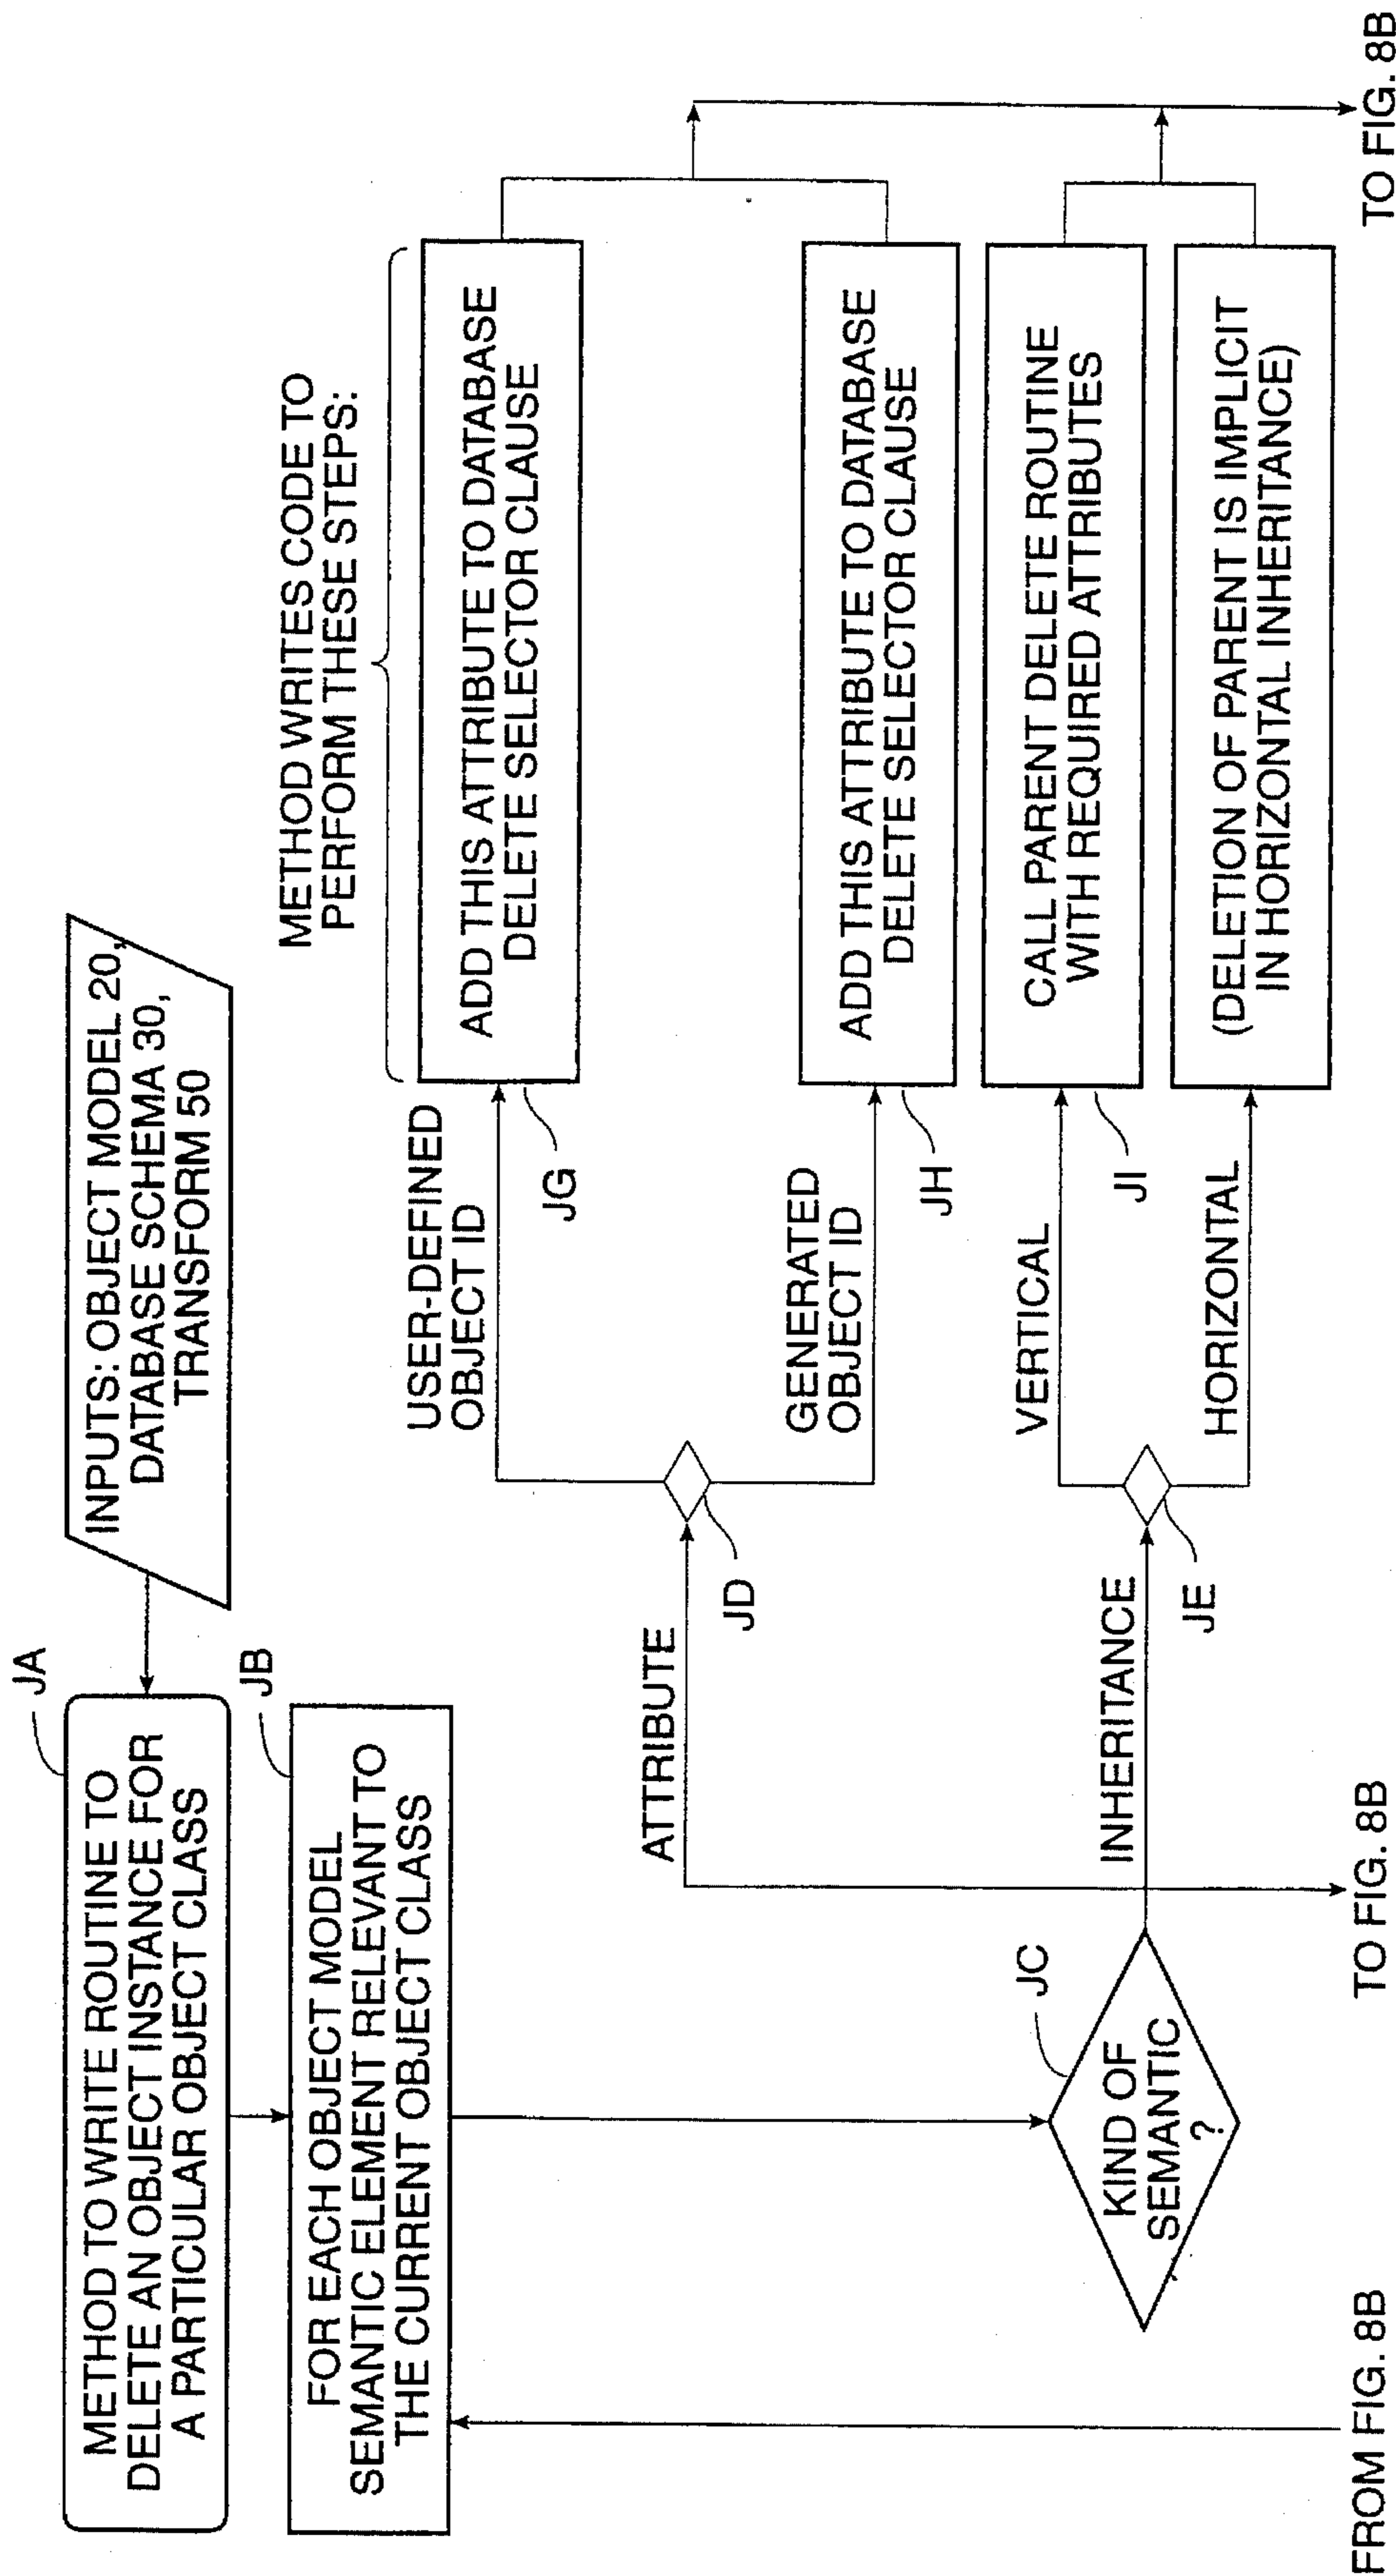 METHOD TO WRITE ROUTINE TO
DELETE AN OBJECT INSTANCE FOR
A PARTICULAR OBJECT CLASS
JA
INPUTS: OBJECT MODEL 20,
DATABASE SCHEMA 30,
TRANSFORM 50
FOR EACH OBJECT MODEL
SEMANTIC ELEMENT RELEVANT TO
THE CURRENT OBJECT CLASS
JB
METHOD WRITES CODE TO
PERFORM THESE STEPS:
USER-DEFINED
OBJECT ID
ADD THIS ATTRIBUTE TO DATABASE
DELETE SELECTOR CLAUSE
JG
ATTRIBUTE
JD
GENERATED
OBJECT ID
ADD THIS ATTRIBUTE TO DATABASE
DELETE SELECTOR CLAUSE
JH
KIND OF
SEMANTIC
?
JC
INHERITANCE
JE
VERTICAL
CALL PARENT DELETE ROUTINE
WITH REQUIRED ATTRIBUTES
JI
HORIZONTAL
(DELETION OF PARENT IS IMPLICIT
IN HORIZONTAL INHERITANCE)
FROM FIG. 8B
TO FIG. 8B
TO FIG. 8B